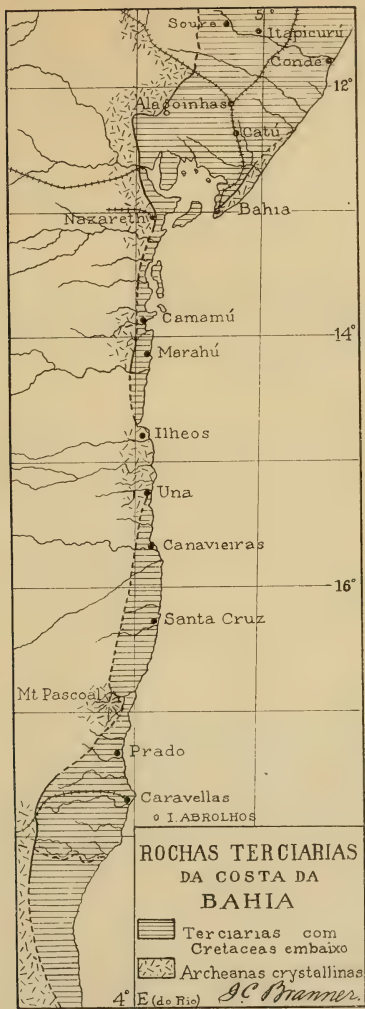 5°
Soure
Itapicurú
Conde
12°
Alagoinhas
Catú
Nazareth
Bahia
Camamú
14°
Marahú
Ilheos
Una
Canavieiras
16°
Santa Cruz
Mt Pascoal
Prado
Caravellas
I. ABROLHOS
ROCHAS TERCIARIAS
DA COSTA DA
BAHIA
Terciarias com
Cretaceas embaixo
Archeanas crystallinas
4° E (do Rio) J.C. Branner.